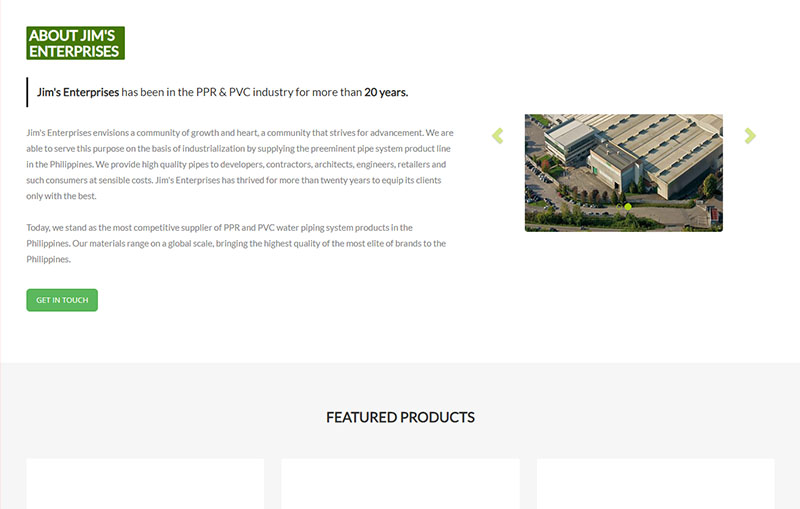 ABOUT JIM'S
ENTERPRISES
Jim's Enterprises has been in the PPR & PVC industry for more than 20 years.
Jim's Enterprises envisions a community of growth and heart, a community that strives for advancement. We are
able to serve this purpose on the basis of industrialization by supplying the preeminent pipe system product line
in the Philippines. We provide high quality pipes to developers, contractors, architects, engineers, retailers and
such consumers at sensible costs. Jim's Enterprises has thrived for more than twenty years to equip its clients
only with the best.
Today, we stand as the most competitive supplier of PPR and PVC water piping system products in the
Philippines. Our materials range on a global scale, bringing the highest quality of the most elite of brands to the
Philippines.
GET IN TOUCH
FEATURED PRODUCTS